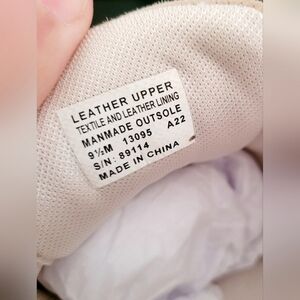 LEATHER UPPER
TEXTILE AND LEATHER LINING
MANMADE OUTSOLE
9½M 13095 A22
S/N: 89114
MADE IN CHINA